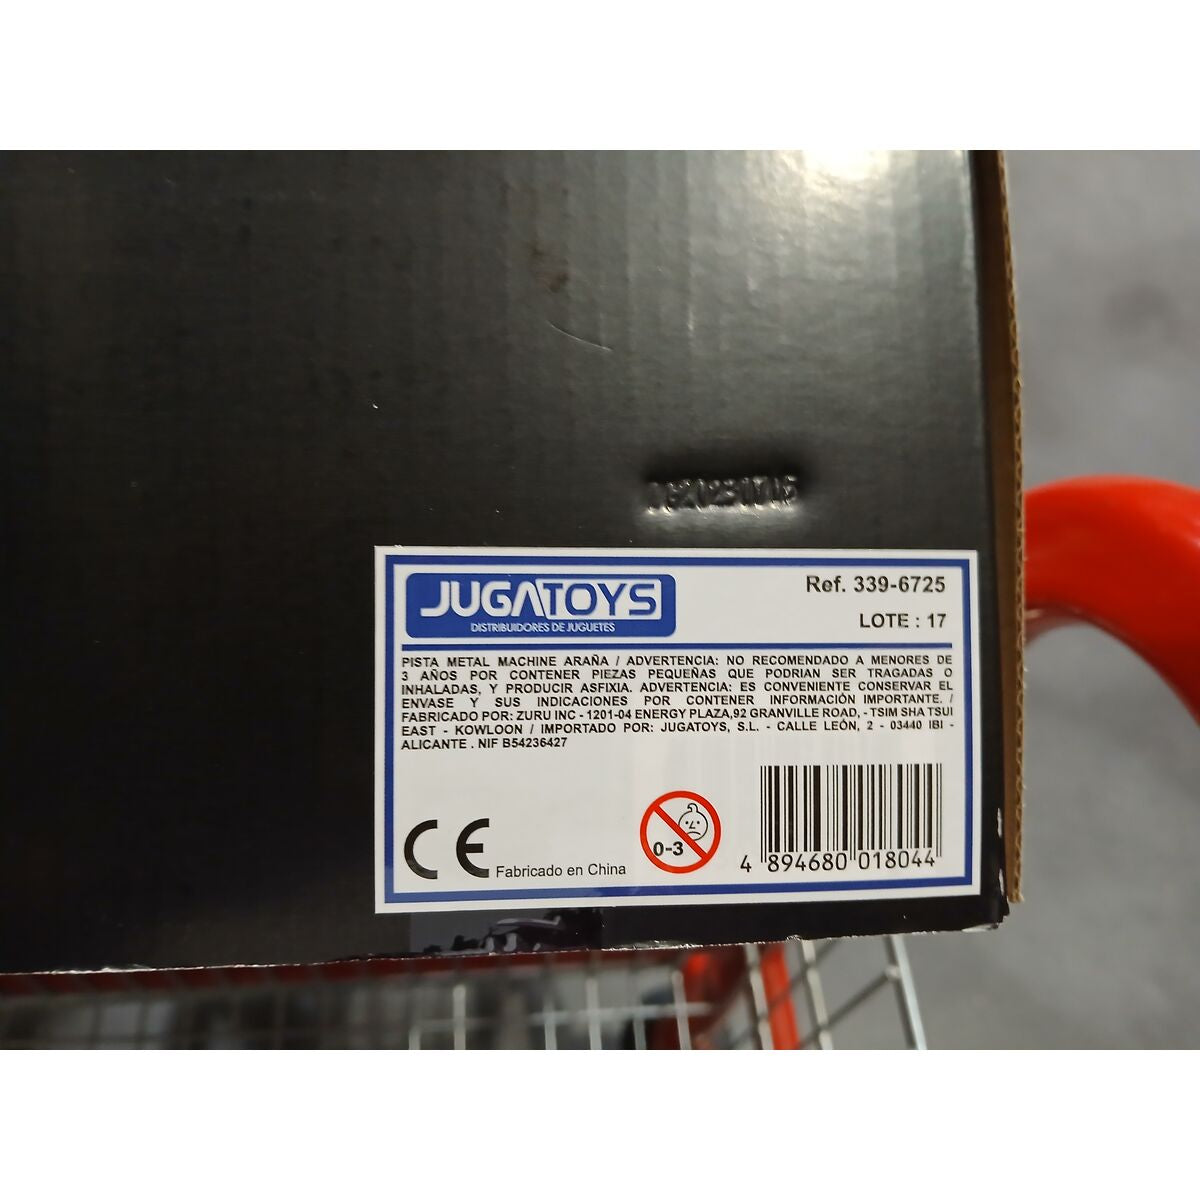 JUGATOYS
DISTRIBUIDORES DE JUGUETES
Ref. 339-6725
LOTE : 17
PISTA METAL MACHINE ARAÑA / ADVERTENCIA: NO RECOMENDADO A MENORES DE
3 AÑOS POR CONTENER PIEZAS PEQUEÑAS QUE PODRIAN SER TRAGADAS O
INHALADAS, Y PRODUCIR ASFIXIA. ADVERTENCIA: ES CONVENIENTE CONSERVAR EL
ENVASE Y SUS INDICACIONES POR CONTENER INFORMACIÓN IMPORTANTE. /
FABRICADO POR: ZURU INC - 1201-04 ENERGY PLAZA,92 GRANVILLE ROAD, - TSIM SHA TSUI
EAST - KOWLOON / IMPORTADO POR: JUGATOYS, S.L. - CALLE LEÓN, 2 - 03440 IBI -
ALICANTE . NIF B54236427
CE
Fabricado en China
0-3
4 894680 018044